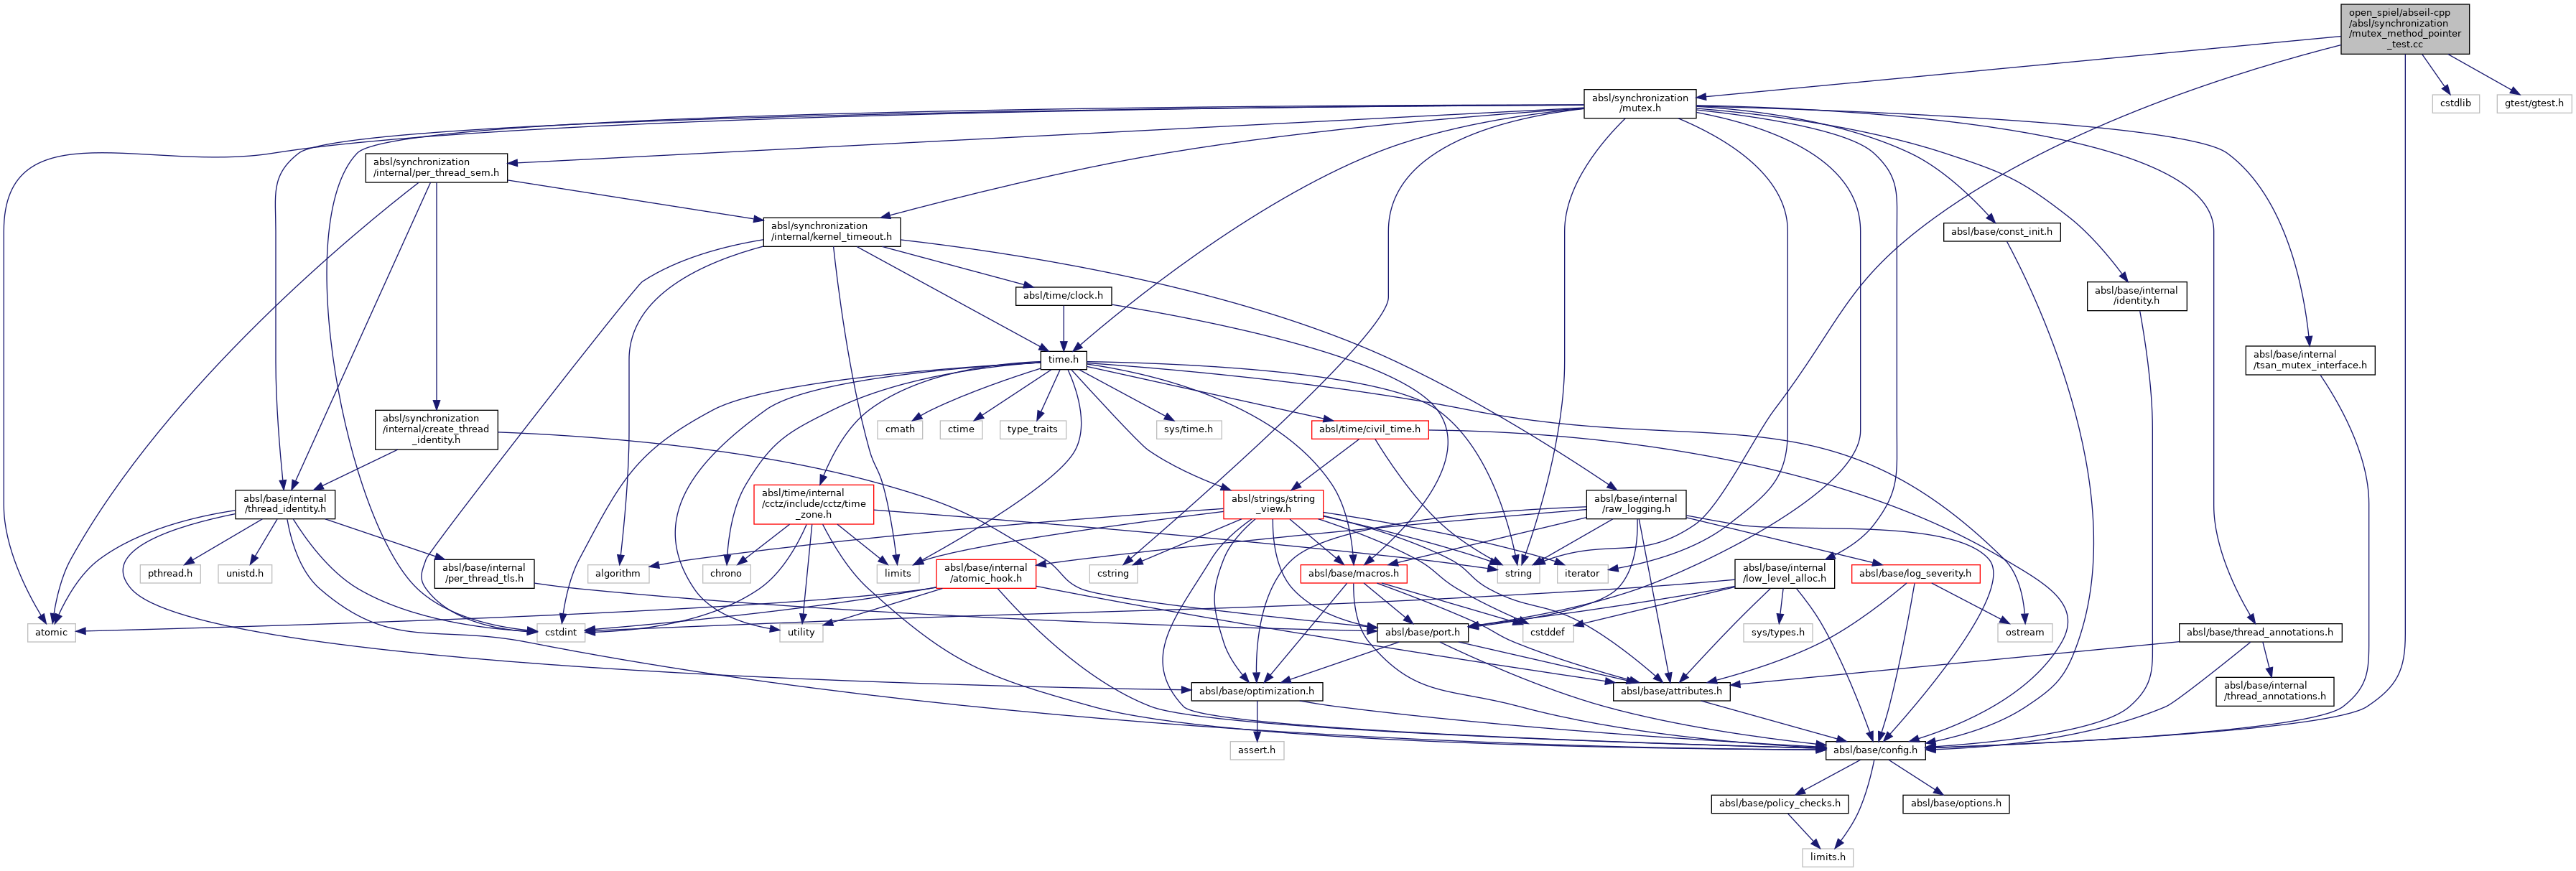 open_spiel/abseil-cpp
/absl/synchronization
/mutex_method_pointer
_test.cc
absl/synchronization
/mutex.h
cstdlib
gtest/gtest.h
absl/synchronization
/internal/per_thread_sem.h
absl/synchronization
/internal/kernel_timeout.h
absl/base/const_init.h
absl/time/clock.h
absl/base/internal
/identity.h
time.h
absl/base/internal
/tsan_mutex_interface.h
absl/synchronization
/internal/create_thread
_identity.h
cmath
ctime
type_traits
sys/time.h
absl/time/civil_time.h
absl/base/internal
/thread_identity.h
absl/time/internal
/cctz/include/cctz/time
_zone.h
absl/strings/string
_view.h
absl/base/internal
/raw_logging.h
pthread.h
unistd.h
absl/base/internal
/per_thread_tls.h
algorithm
chrono
limits
absl/base/internal
/atomic_hook.h
cstring
absl/base/macros.h
string
iterator
absl/base/internal
/low_level_alloc.h
absl/base/log_severity.h
atomic
cstdint
utility
absl/base/port.h
cstddef
sys/types.h
ostream
absl/base/thread_annotations.h
absl/base/optimization.h
absl/base/attributes.h
absl/base/internal
/thread_annotations.h
assert.h
absl/base/config.h
absl/base/policy_checks.h
absl/base/options.h
limits.h